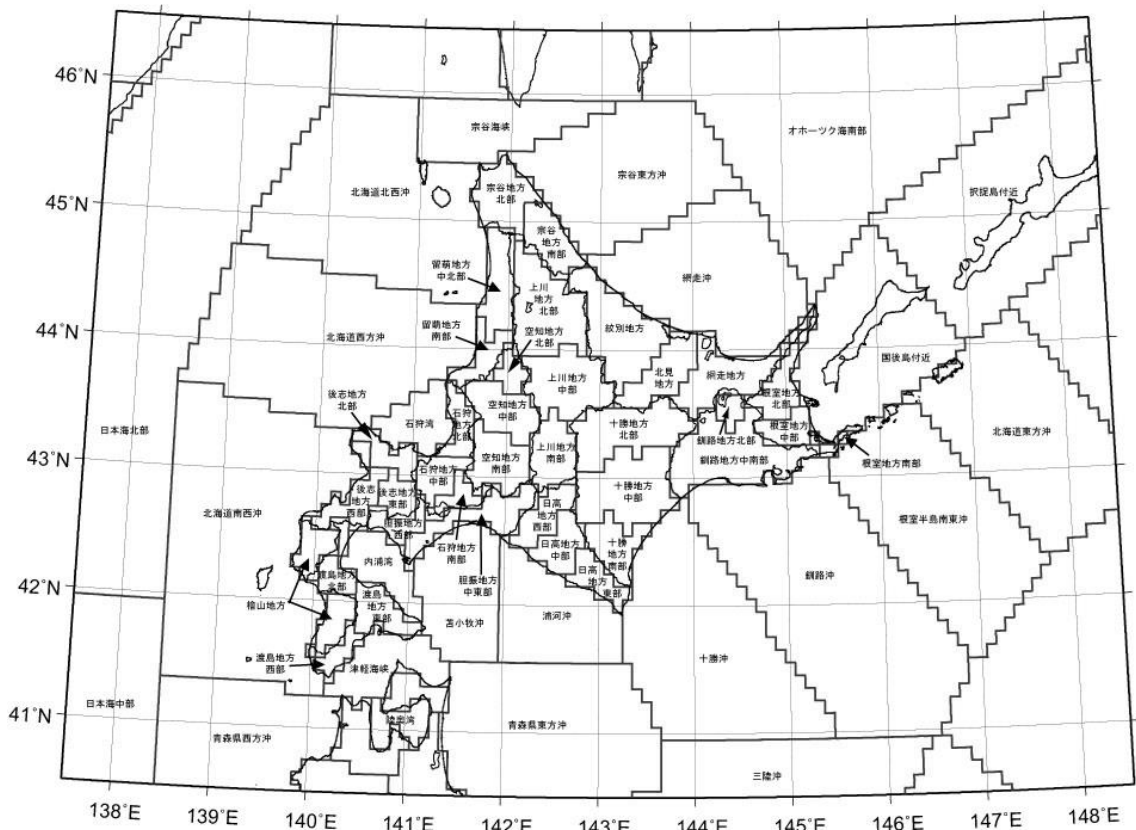 46°N
45°N
44°N
43°N
42°N
41°N
宗谷海峡
オホーツク海南部
宗谷東方沖
北海道北西沖
宗谷地方
北部
択捉島付近
宗谷
地方
南部
留萌地方
中北部
網走沖
上川
地方
北部
留萌地方
南部
空知地方
北部
紋別地方
北海道西方沖
国後島付近
北見
地方
網走地方
上川地方
中部
根室地方
北部
後志地方
北部
石狩湾
石狩
地方
北部
空知地方
中部
十勝地方
北部
根室地方
中部
日本海北部
北海道東方沖
釧路地方北部
上川地方
南部
空知地方
南部
釧路地方中南部
根室地方南部
石狩地方
中部
後志
地方
西部
後志地方
東部
十勝地方
中部
北海道南西沖
日高
地方
西部
根室半島南東沖
胆振地方
西部
石狩地方
南部
日高地方
中部
十勝
地方
南部
内浦湾
渡島地方
北部
胆振地方
中東部
日高
地方
東部
釧路沖
檜山地方
渡島
地方
東部
苫小牧沖
浦河沖
渡島地方
西部
津軽海峡
十勝沖
日本海中部
陸奥湾
青森県西方沖
青森県東方沖
三陸沖
138°E
139°E
140°E
141°E
142°E
143°E
144°E
145°E
146°E
147°E
148°E